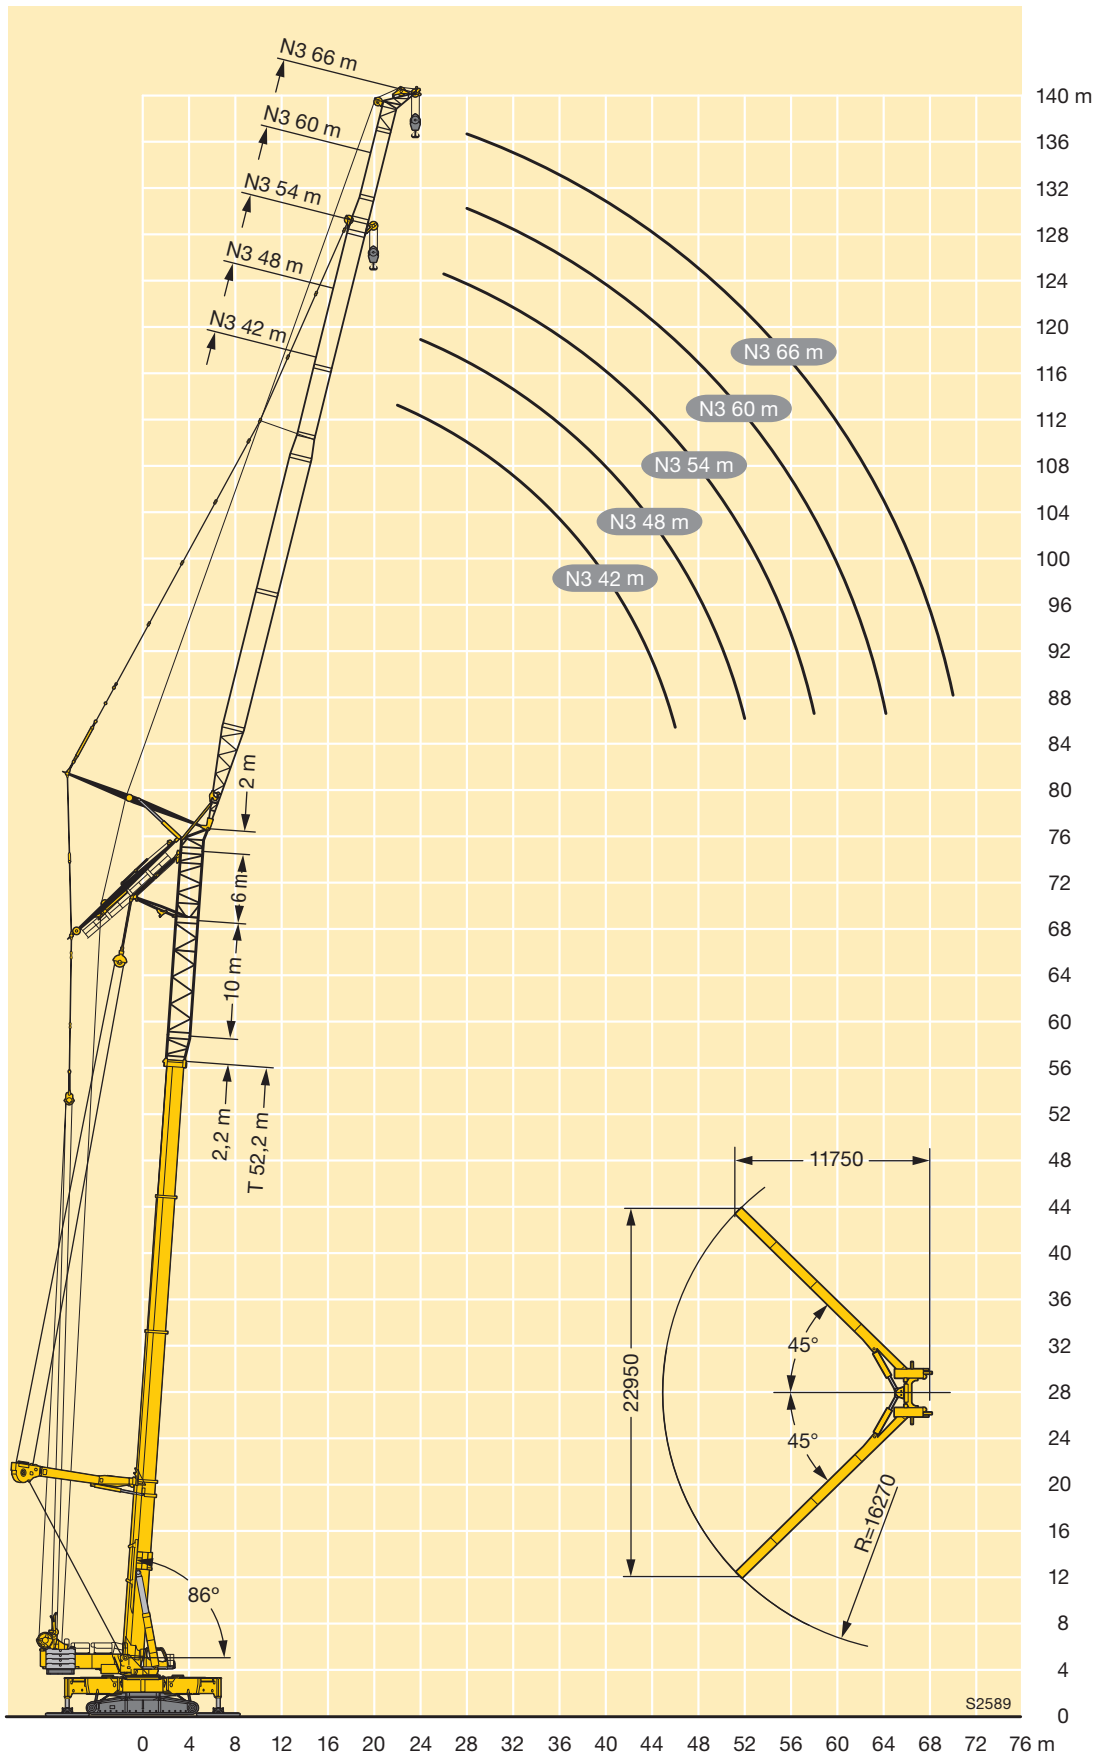 N3 66 m
N3 60 m
N3 54 m
N3 48 m
N3 42 m
140 m
136
132
128
124
120
116
112
108
104
100
96
92
88
84
80
76
72
68
64
60
56
52
48
44
40
36
32
28
24
20
16
12
8
4
0
N3 66 m
N3 60 m
N3 54 m
N3 48 m
N3 42 m
2 m
6 m
10 m
2,2 m
T 52,2 m
11750
22950
45°
45°
R=16270
86°
S2589
0 4 8 12 16 20 24 28 32 36 40 44 48 52 56 60 64 68 72 76 m